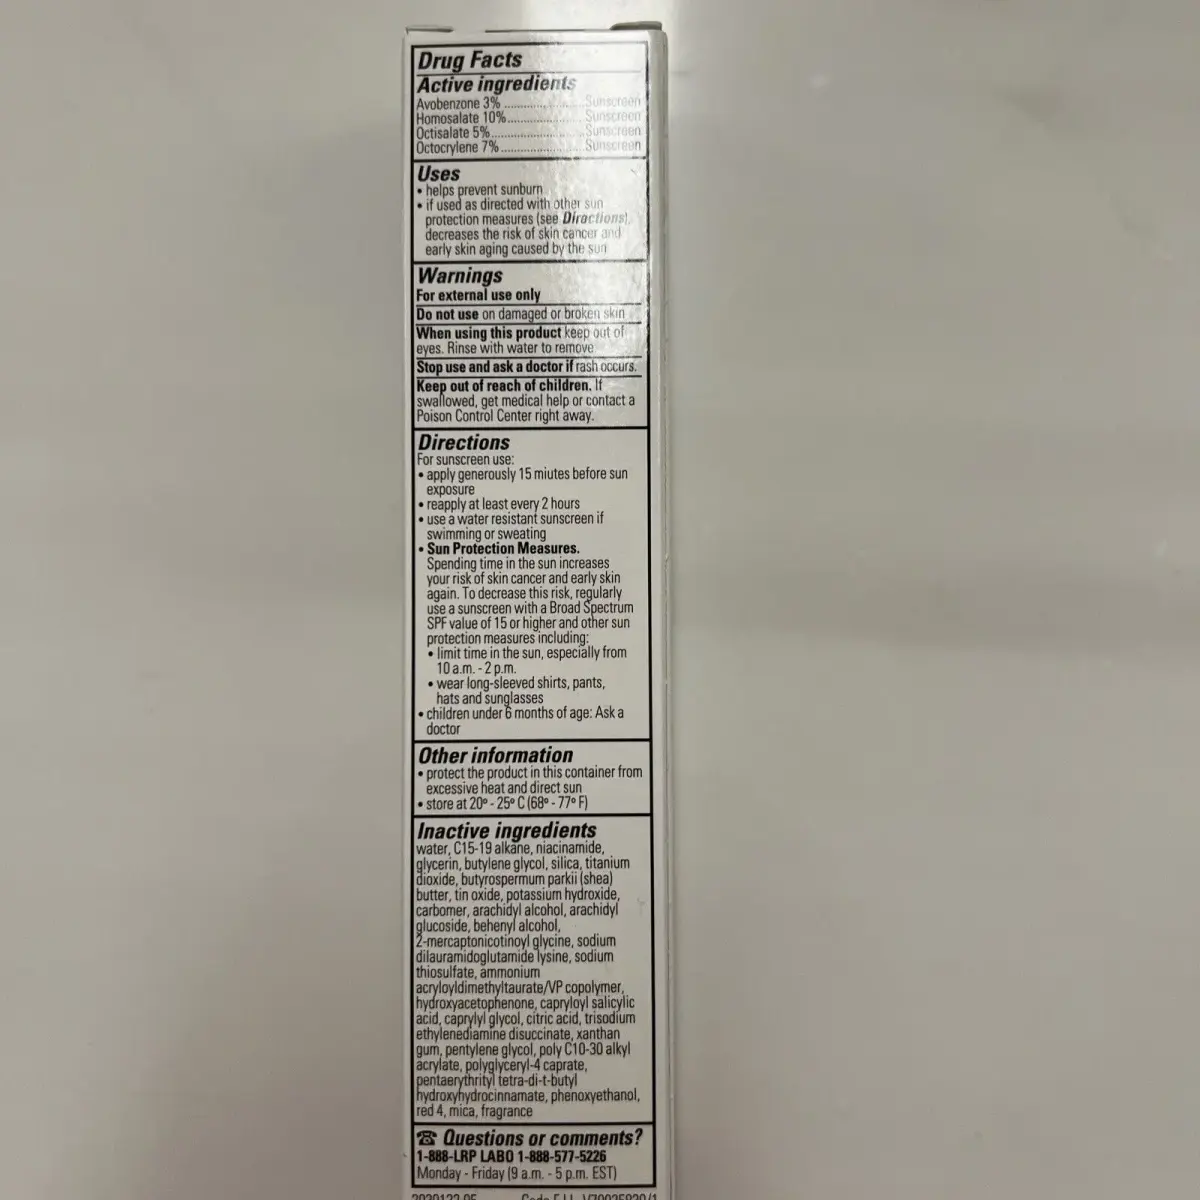 Drug Facts
Active ingredients
Avobenzone 3% ...................... Sunscreen
Homosalate 10%..................... Sunscreen
Octisalate 5%......................... Sunscreen
Octocrylene 7%...................... Sunscreen
Uses
• helps prevent sunburn
• if used as directed with other sun
protection measures (see Directions),
decreases the risk of skin cancer and
early skin aging caused by the sun
Warnings
For external use only
Do not use on damaged or broken skin
When using this product keep out of
eyes. Rinse with water to remove.
Stop use and ask a doctor if rash occurs.
Keep out of reach of children. If
swallowed, get medical help or contact a
Poison Control Center right away.
Directions
For sunscreen use:
• apply generously 15 miutes before sun
exposure
• reapply at least every 2 hours
• use a water resistant sunscreen if
swimming or sweating
• Sun Protection Measures.
Spending time in the sun increases
your risk of skin cancer and early skin
again. To decrease this risk, regularly
use a sunscreen with a Broad Spectrum
SPF value of 15 or higher and other sun
protection measures including:
• limit time in the sun, especially from
10 a.m. - 2 p.m.
• wear long-sleeved shirts, pants,
hats and sunglasses
• children under 6 months of age: Ask a
doctor
Other information
• protect the product in this container from
excessive heat and direct sun
• store at 20º - 25º C (68º - 77º F)
Inactive ingredients
water, C15-19 alkane, niacinamide,
glycerin, butylene glycol, silica, titanium
dioxide, butyrospermum parkii (shea)
butter, tin oxide, potassium hydroxide,
carbomer, arachidyl alcohol, arachidyl
glucoside, behenyl alcohol,
2-mercaptonicotinoyl glycine, sodium
dilauramidoglutamide lysine, sodium
thiosulfate, ammonium
acryloyldimethyltaurate/VP copolymer,
hydroxyacetophenone, capryloyl salicylic
acid, caprylyl glycol, citric acid, trisodium
ethylenediamine disuccinate, xanthan
gum, pentylene glycol, poly C10-30 alkyl
acrylate, polyglyceryl-4 caprate,
pentaerythrityl tetra-di-t-butyl
hydroxyhydrocinnamate, phenoxyethanol,
red 4, mica, fragrance
☎ Questions or comments?
1-888-LRP LABO 1-888-577-5226
Monday - Friday (9 a.m. - 5 p.m. EST)
Code F.I.L.